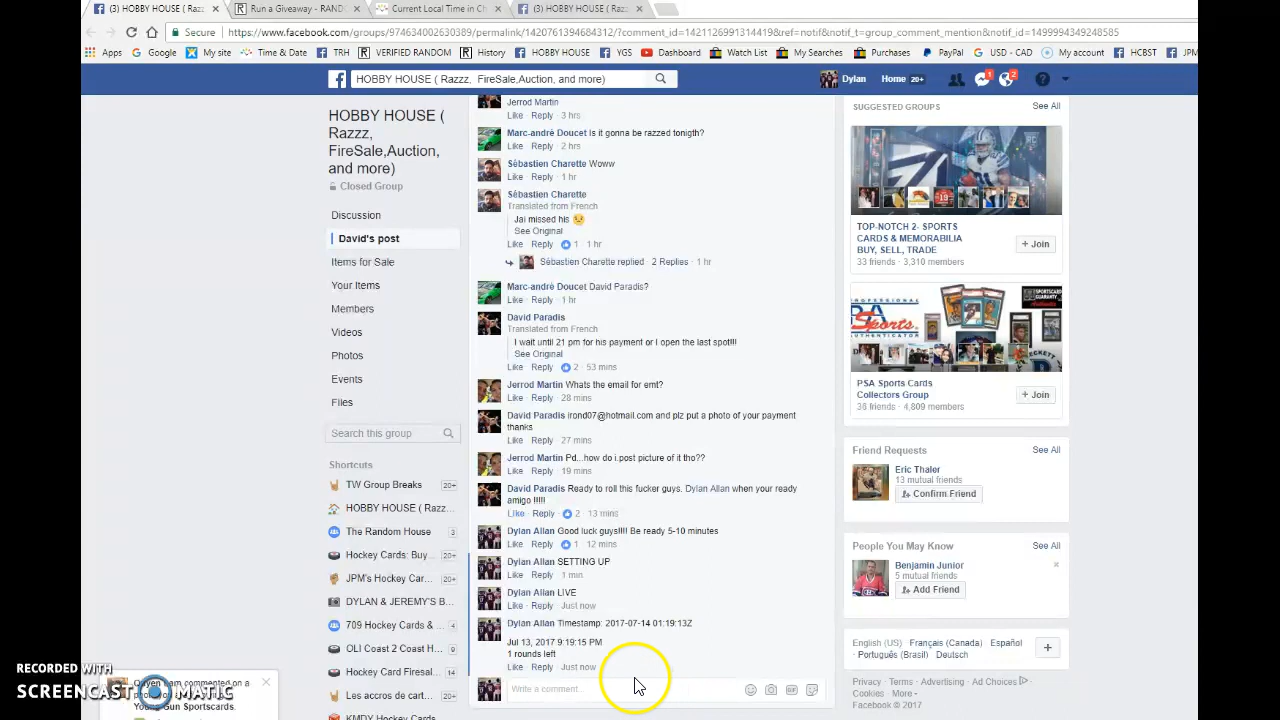 (3) HOBBY HOUSE ( Razz
Run a Giveaway - RAND
Current Local Time in C
(3) HOBBY HOUSE ( Razz
Secure
https://www.facebook.com/groups/974634002630389/permalink/1420761394684312/?comment_id=1421126991314419&ref=notif&notif_t=group_comment_mention&notif_id=1499994349248585
Apps Google My site Time & Date TRH VERIFIED RANDOM History HOBBY HOUSE YGS Dashboard Watch List My Searches Purchases PayPal USD - CAD My account HCBST JPM
HOBBY HOUSE ( Razzz, FireSale,Auction, and more)
Dylan Home 20+ 1 2
HOBBY HOUSE (
Razzz,
FireSale,Auction,
and more)
Closed Group
Discussion
David's post
Items for Sale
Your Items
Members
Videos
Photos
Events
Files
Search this group
Shortcuts
TW Group Breaks 20+
HOBBY HOUSE ( Razz...
The Random House 3
Hockey Cards: Buy... 20+
JPM's Hockey Car... 20+
DYLAN & JEREMY'S B...
709 Hockey Cards & ... 4
OLI Coast 2 Coast H... 9
Hockey Card Firesal... 14
Les accros de cart... 20+
KMDY Hockey Cards
Jerrod Martin
Like · Reply · 3 hrs
Marc-andrè Doucet Is it gonna be razzed tonigth?
Like · Reply · 2 hrs
Sébastien Charette Woww
Like · Reply · 1 hr
Sébastien Charette
Translated from French
Jai missed his 😥
See Original
Like · Reply · 1 · 1 hr
Sébastien Charette replied · 2 Replies · 1 hr
Marc-andrè Doucet David Paradis?
Like · Reply · 1 hr
David Paradis
Translated from French
I wait until 21 pm for his payment or I open the last spot!!!
See Original
Like · Reply · 2 · 53 mins
Jerrod Martin Whats the email for emt?
Like · Reply · 28 mins
David Paradis irond07@hotmail.com and plz put a photo of your payment
thanks
Like · Reply · 27 mins
Jerrod Martin Pd...how do i.post picture of it tho??
Like · Reply · 19 mins
David Paradis Ready to roll this fucker guys. Dylan Allan when your ready
amigo !!!!!
Like · Reply · 2 · 13 mins
Dylan Allan Good luck guys!!!! Be ready 5-10 minutes
Like · Reply · 1 · 12 mins
Dylan Allan SETTING UP
Like · Reply · 1 min
Dylan Allan LIVE
Like · Reply · Just now
Dylan Allan Timestamp: 2017-07-14 01:19:13Z
Jul 13, 2017 9:19:15 PM
1 rounds left
Like · Reply · Just now
Write a comment...
SUGGESTED GROUPS See All
TOP-NOTCH 2- SPORTS
CARDS & MEMORABILIA
BUY, SELL, TRADE
33 friends · 3,310 members
+ Join
PSA Sports Cards
Collectors Group
36 friends · 4,809 members
+ Join
Friend Requests See All
Eric Thaler
13 mutual friends
Confirm Friend
People You May Know See All
Benjamin Junior
5 mutual friends
Add Friend
English (US) · Français (Canada) · Español ·
Português (Brasil) · Deutsch
Privacy · Terms · Advertising · Ad Choices ·
Cookies · More
Facebook © 2017
RECORDED WITH
SCREENCAST MATIC
Young Gun Sportscards.